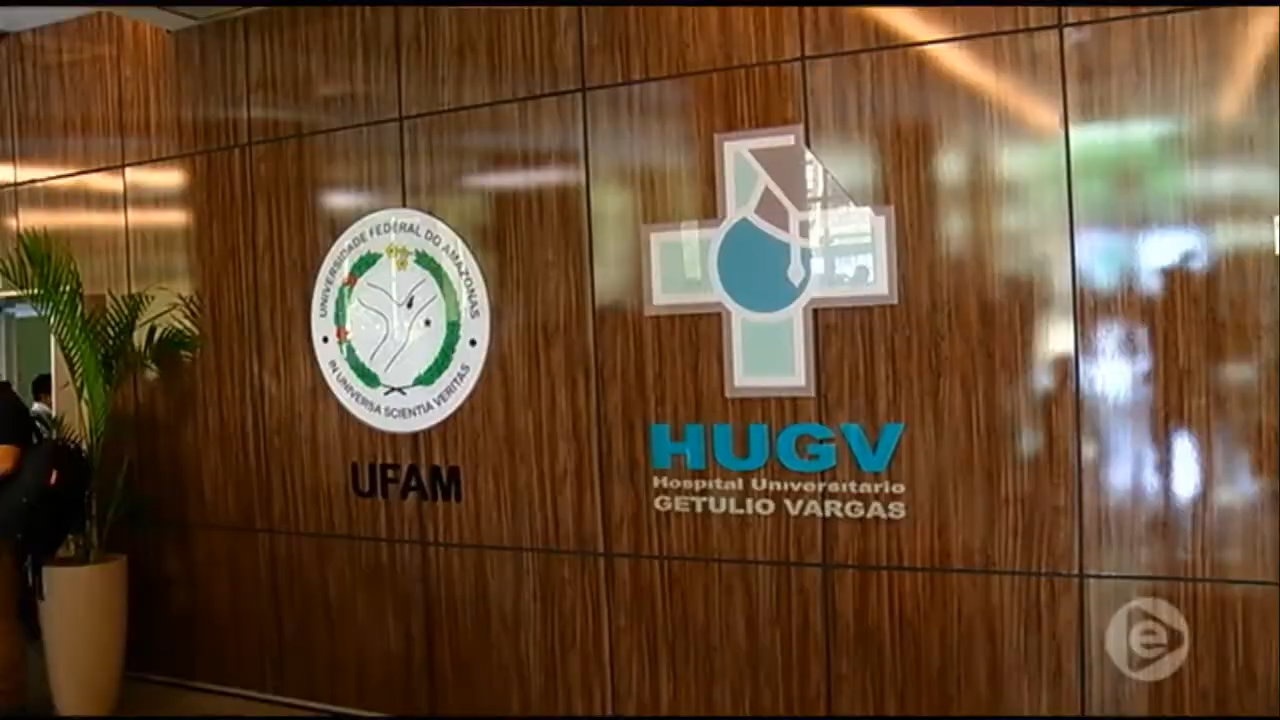 UNIVERSIDADE FEDERAL DO AMAZONAS
IN UNIVERSA SCIENTIA VERITAS
UFAM
HUGV
Hospital Universitario
GETULIO VARGAS
e